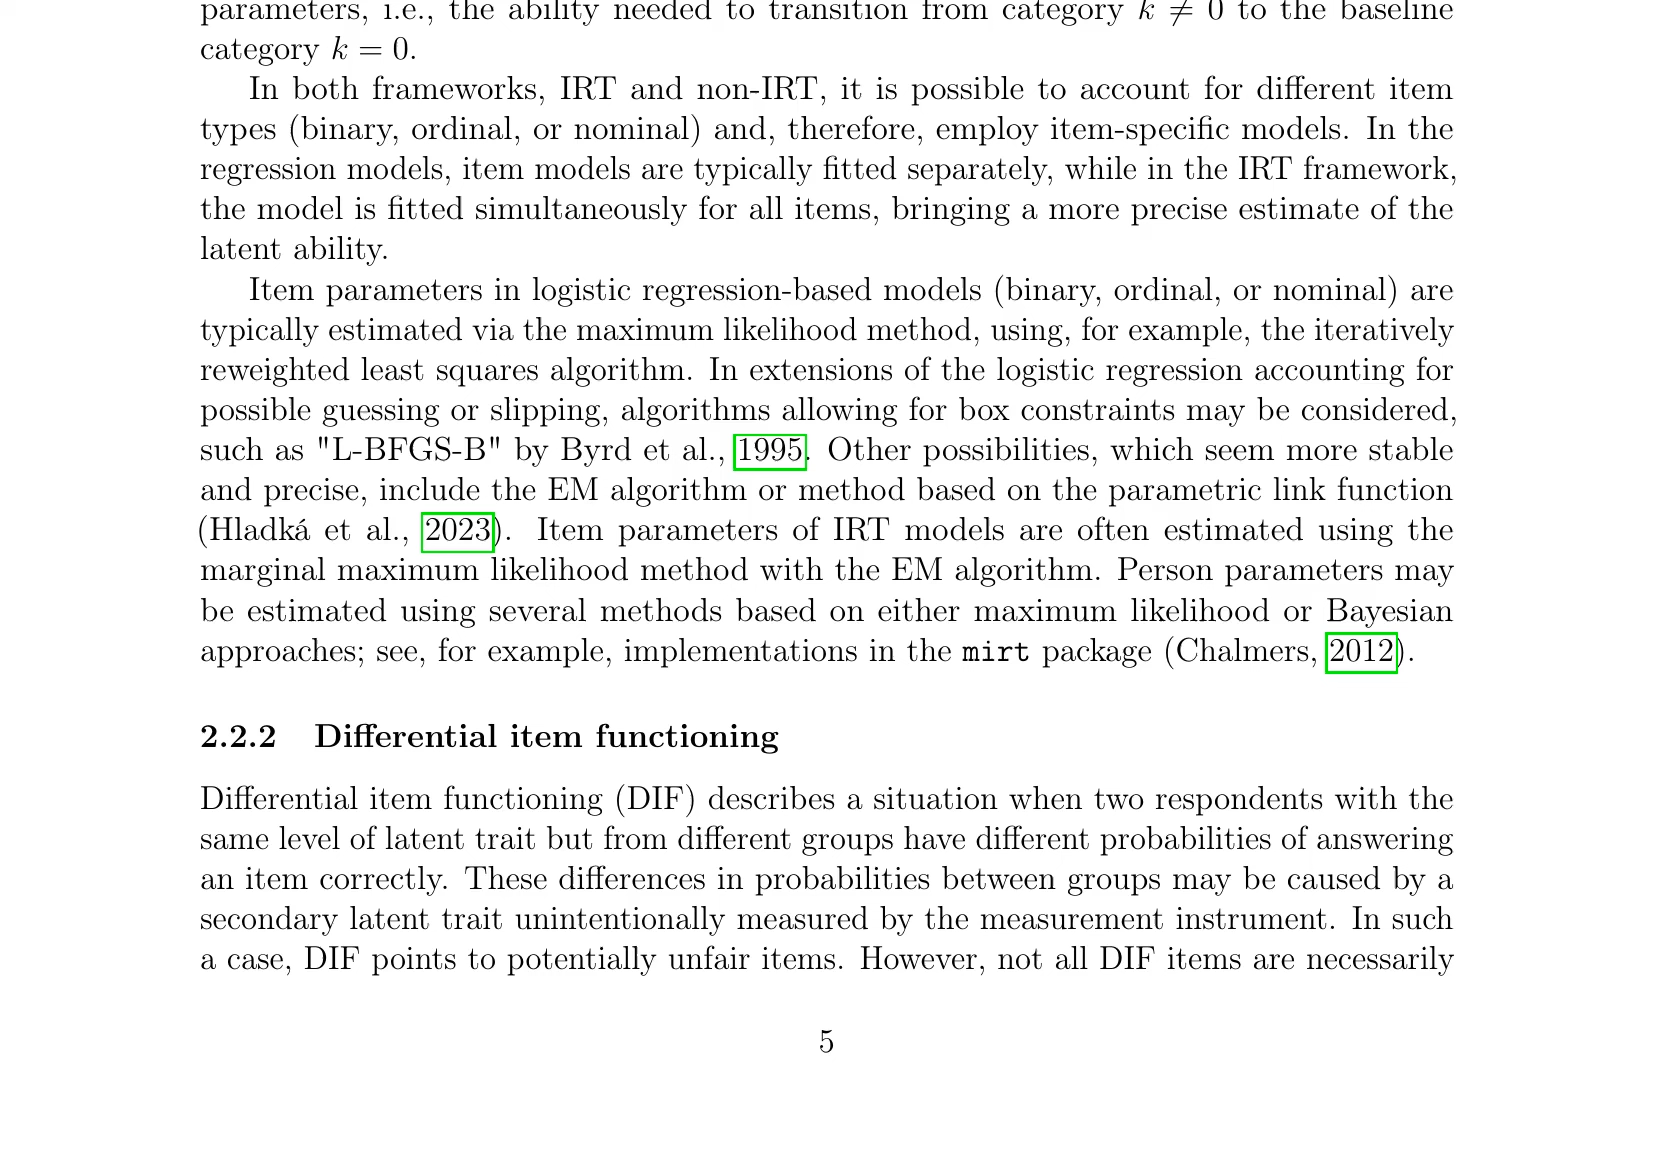 parameters, i.e., the ability needed to transition from category k ≠ 0 to the baseline
category k = 0.
In both frameworks, IRT and non-IRT, it is possible to account for different item
types (binary, ordinal, or nominal) and, therefore, employ item-specific models. In the
regression models, item models are typically fitted separately, while in the IRT framework,
the model is fitted simultaneously for all items, bringing a more precise estimate of the
latent ability.
Item parameters in logistic regression-based models (binary, ordinal, or nominal) are
typically estimated via the maximum likelihood method, using, for example, the iteratively
reweighted least squares algorithm. In extensions of the logistic regression accounting for
possible guessing or slipping, algorithms allowing for box constraints may be considered,
such as "L-BFGS-B" by Byrd et al., 1995. Other possibilities, which seem more stable
and precise, include the EM algorithm or method based on the parametric link function
(Hladká et al., 2023). Item parameters of IRT models are often estimated using the
marginal maximum likelihood method with the EM algorithm. Person parameters may
be estimated using several methods based on either maximum likelihood or Bayesian
approaches; see, for example, implementations in the mirt package (Chalmers, 2012).
2.2.2 Differential item functioning
Differential item functioning (DIF) describes a situation when two respondents with the
same level of latent trait but from different groups have different probabilities of answering
an item correctly. These differences in probabilities between groups may be caused by a
secondary latent trait unintentionally measured by the measurement instrument. In such
a case, DIF points to potentially unfair items. However, not all DIF items are necessarily
5